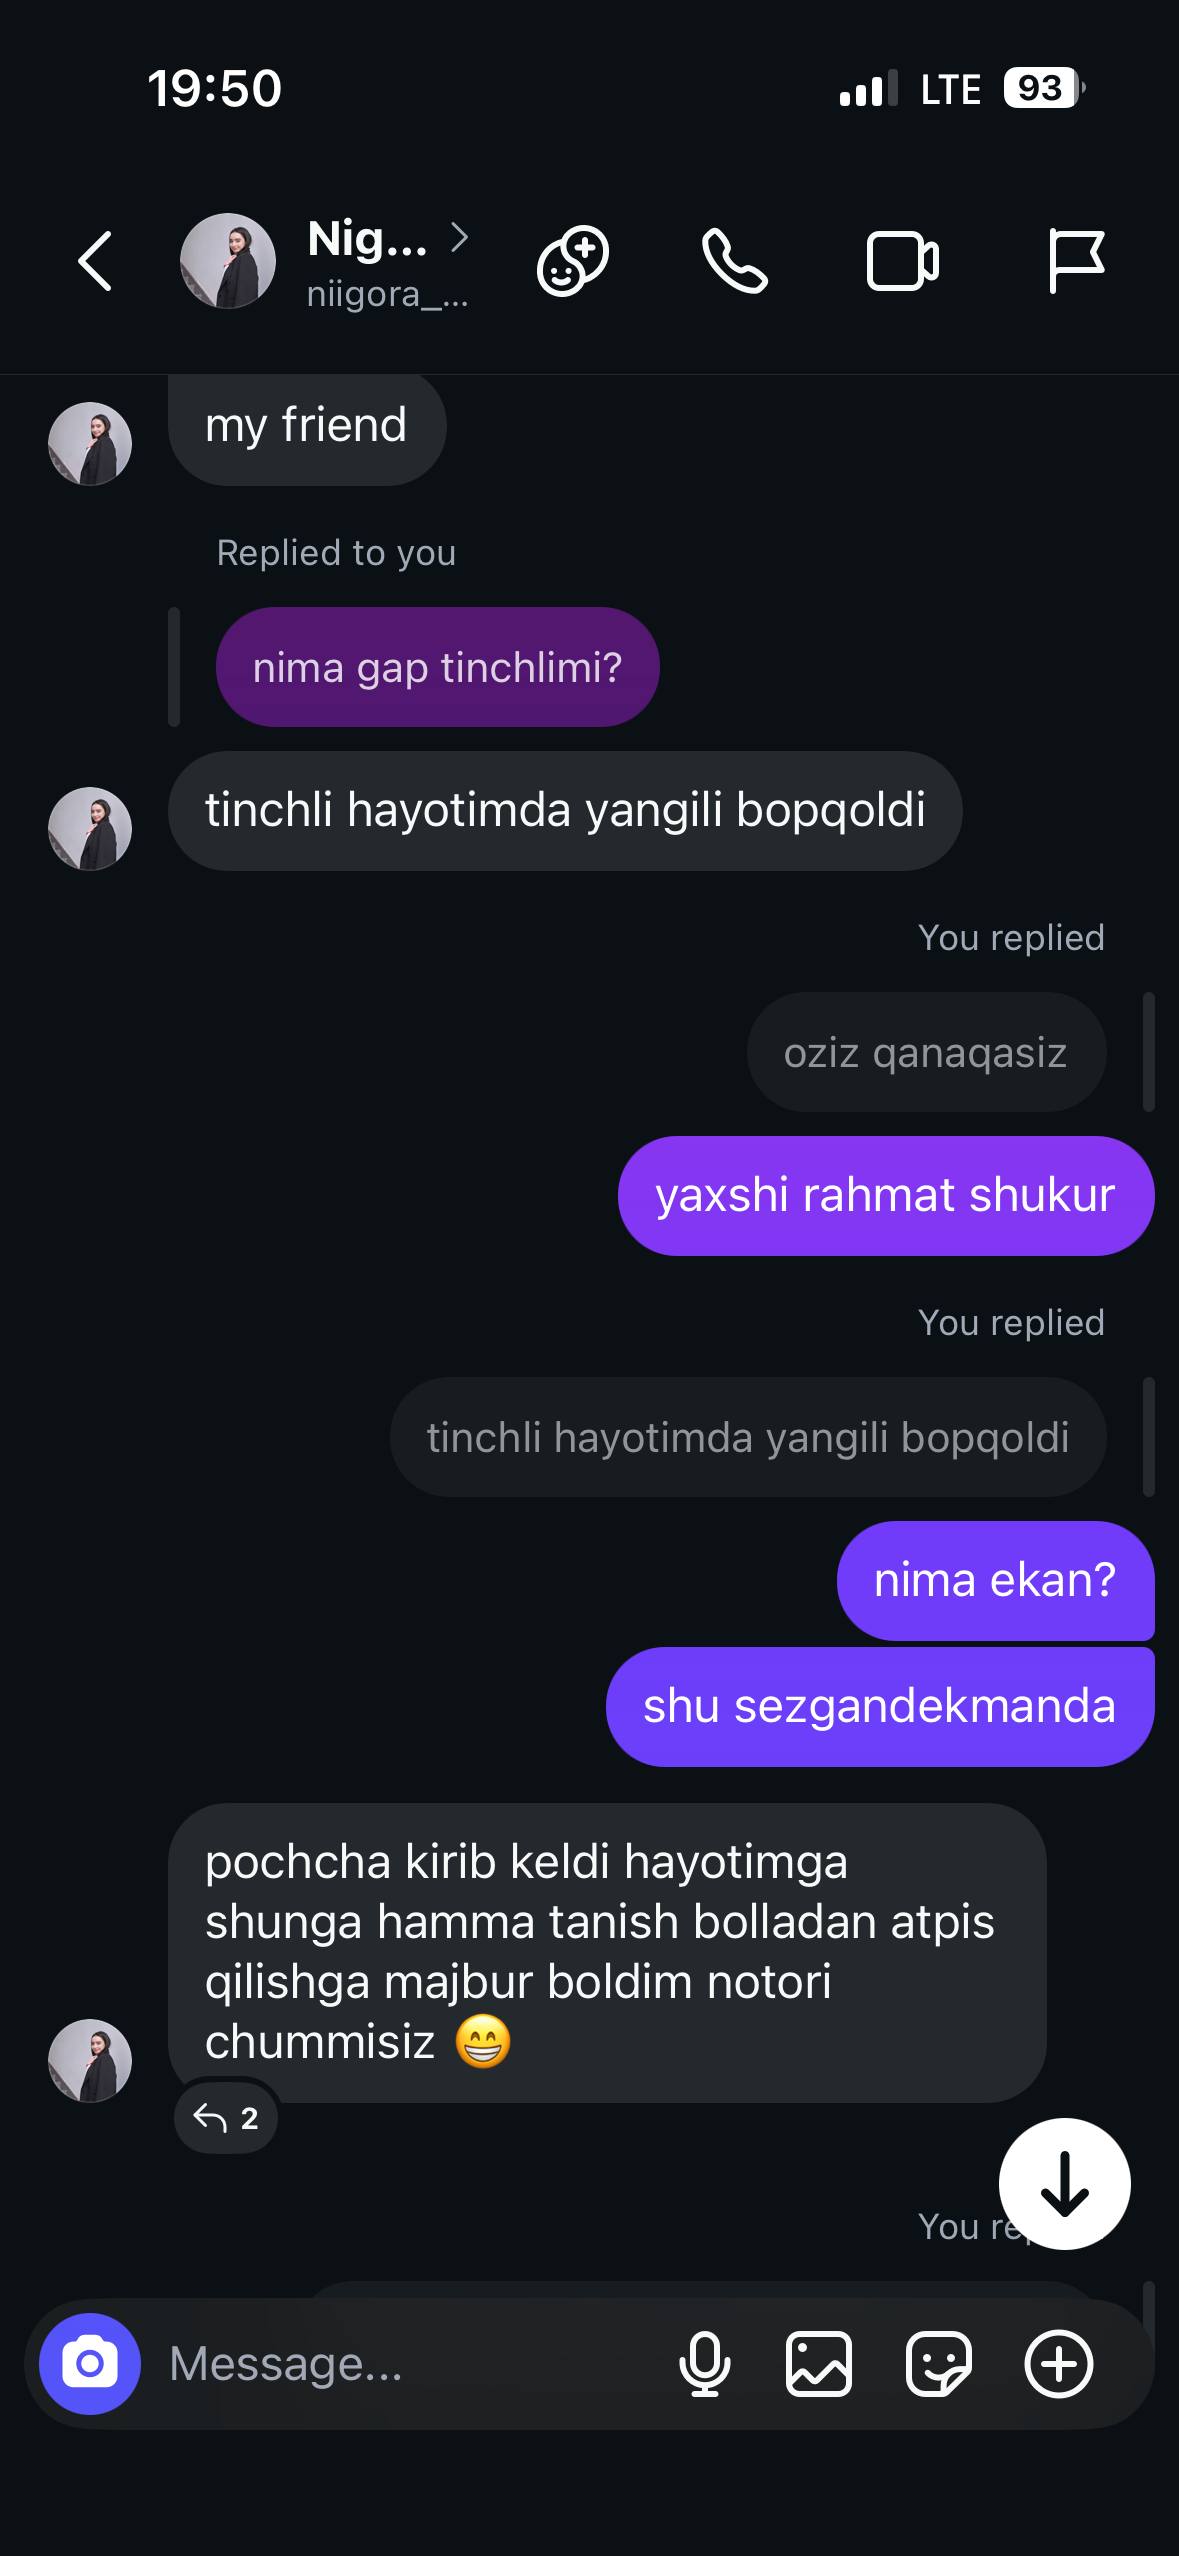 19:50
LTE
93
Nig...
niigora_...
my friend
Replied to you
nima gap tinchlimi?
tinchli hayotimda yangili bopqoldi
You replied
oziz qanaqasiz
yaxshi rahmat shukur
You replied
tinchli hayotimda yangili bopqoldi
nima ekan?
shu sezgandekmanda
pochcha kirib keldi hayotimga
shunga hamma tanish bolladan atpis
qilishga majbur boldim notori
chummisiz 😁
2
You
Message...